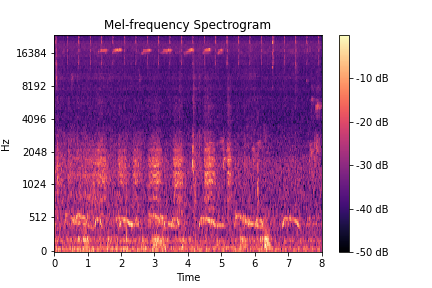 Mel-frequency Spectrogram
16384
8192
4096
2048
1024
512
0
Hz
0 1 2 3 4 5 6 7 8
Time
-10 dB
-20 dB
-30 dB
-40 dB
-50 dB